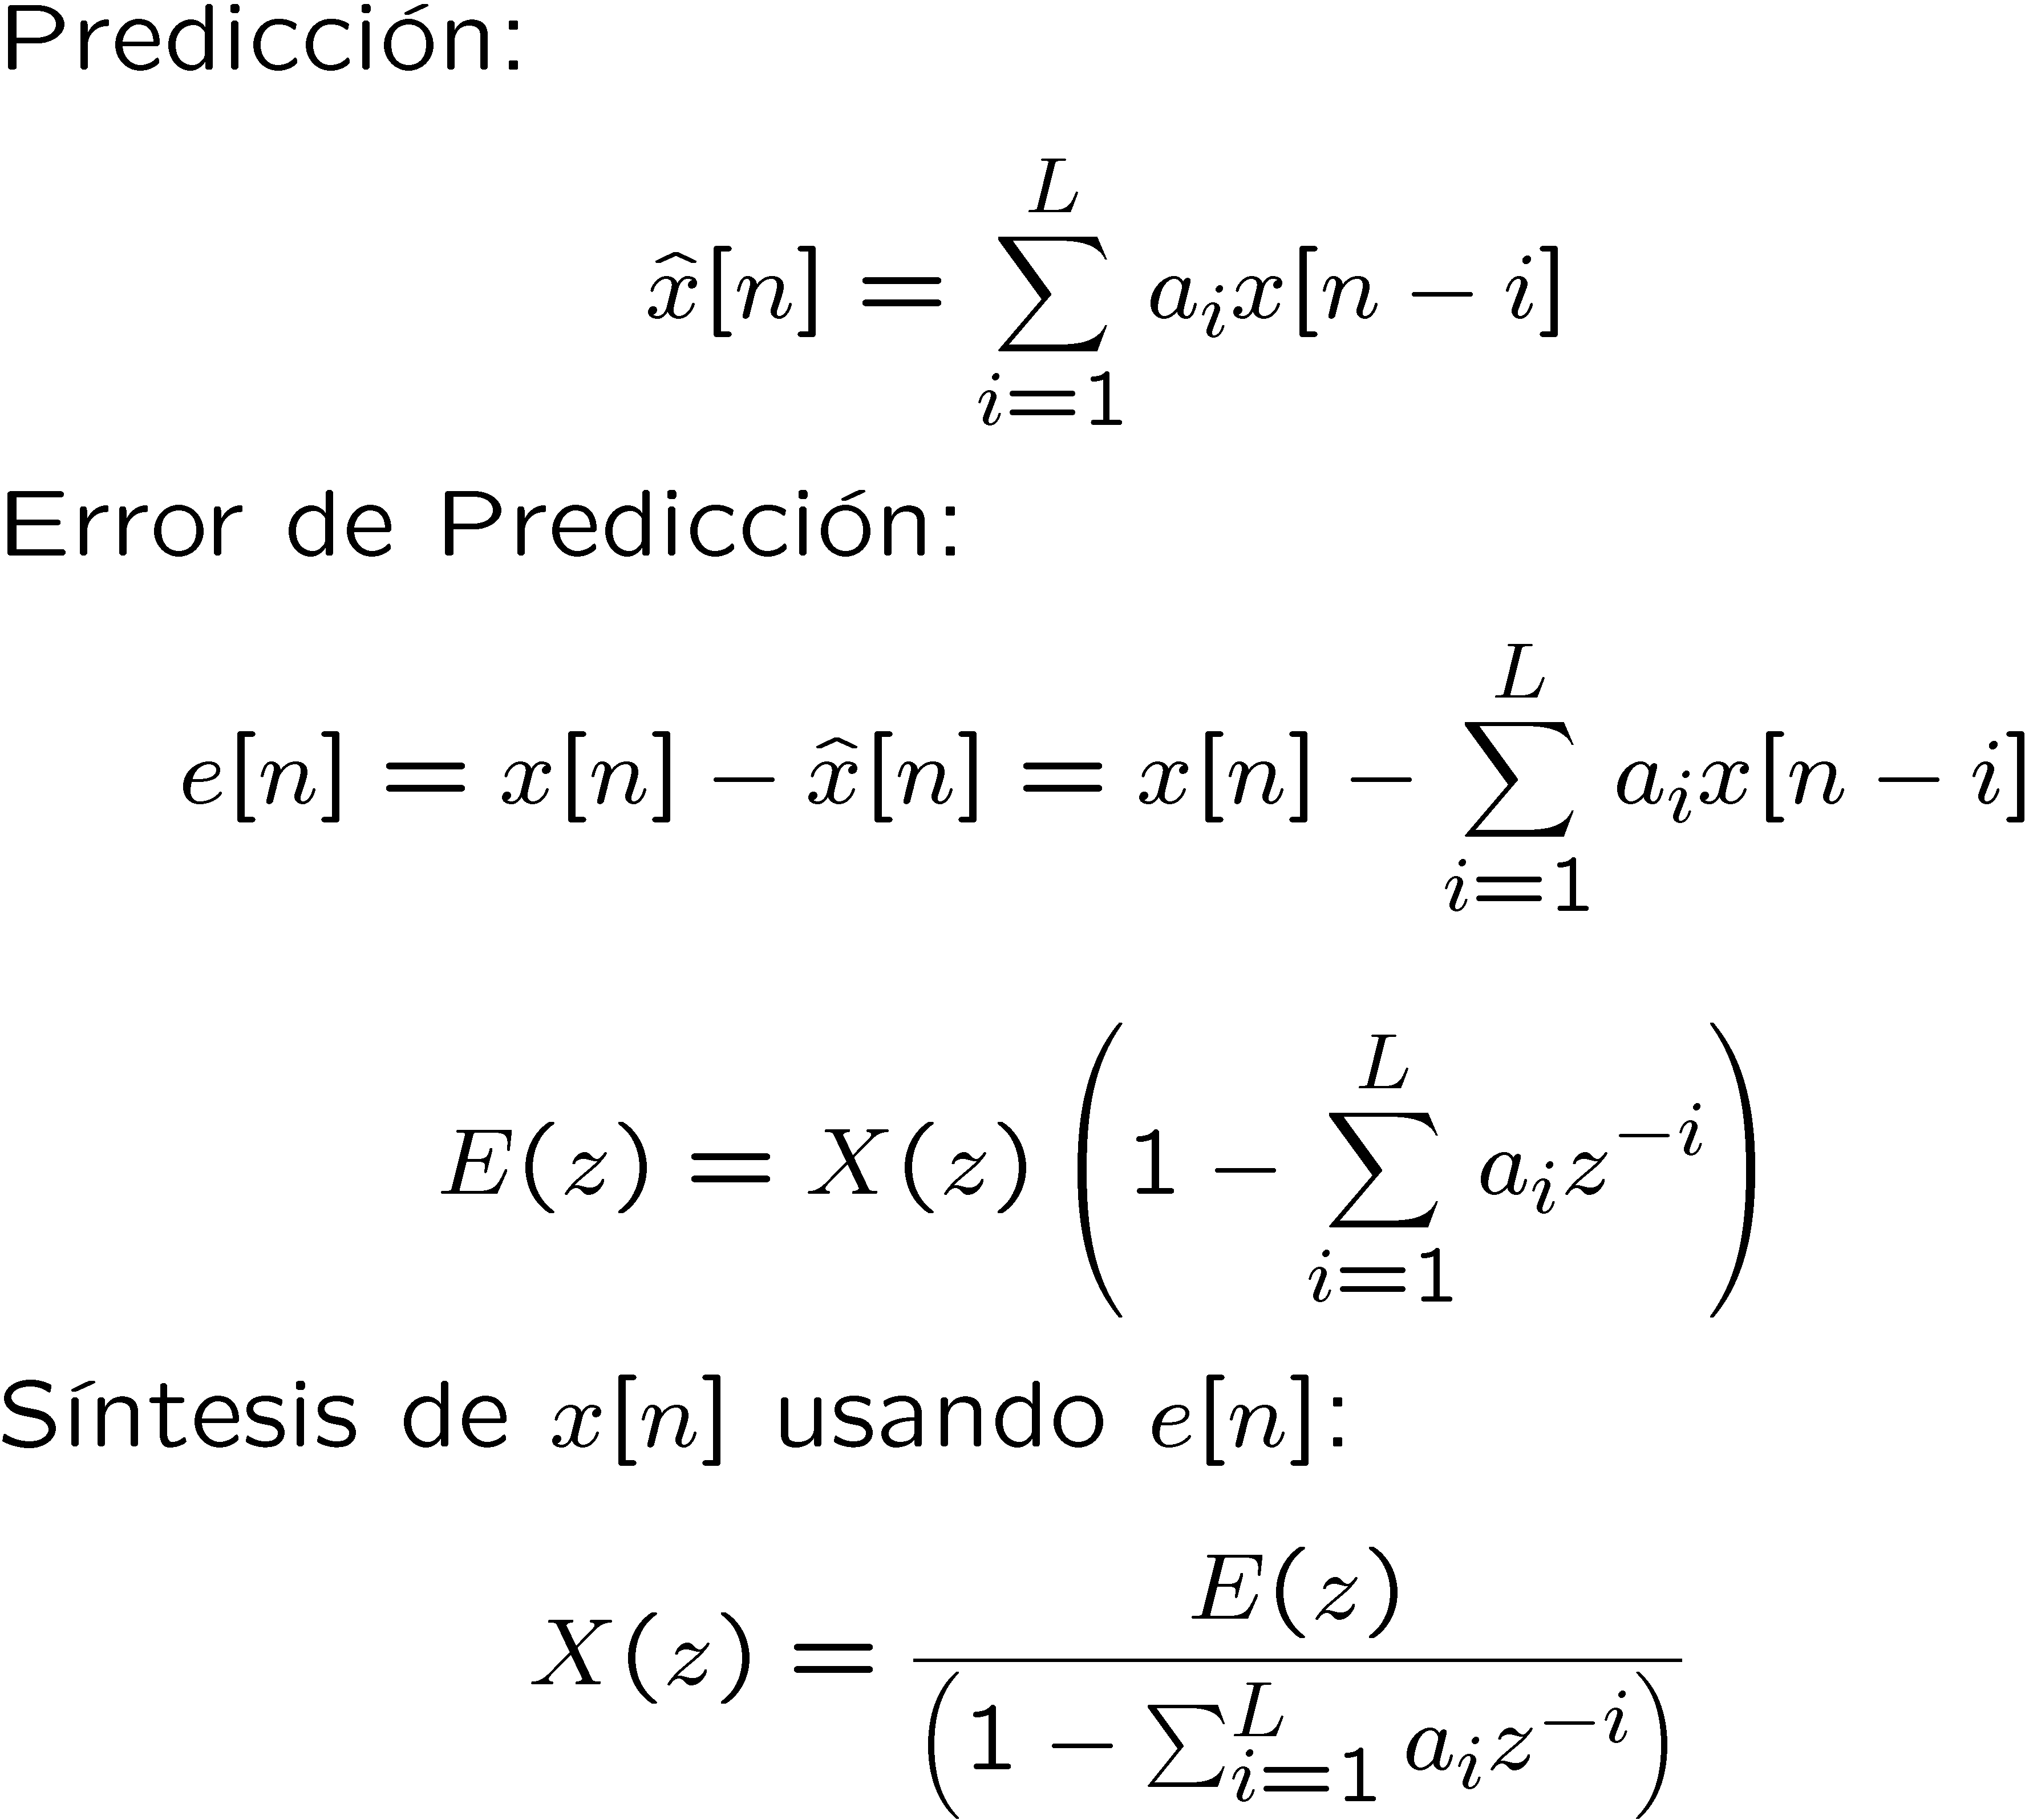 Predicción:
$\hat{x}[n] = \sum_{i=1}^{L} a_i x[n-i]$
Error de Predicción:
$e[n] = x[n] - \hat{x}[n] = x[n] - \sum_{i=1}^{L} a_i x[n-i]$
$E(z) = X(z) \left( 1 - \sum_{i=1}^{L} a_i z^{-i} \right)$
Síntesis de $x[n]$ usando $e[n]$:
$X(z) = \frac{E(z)}{\left( 1 - \sum_{i=1}^{L} a_i z^{-i} \right)}$